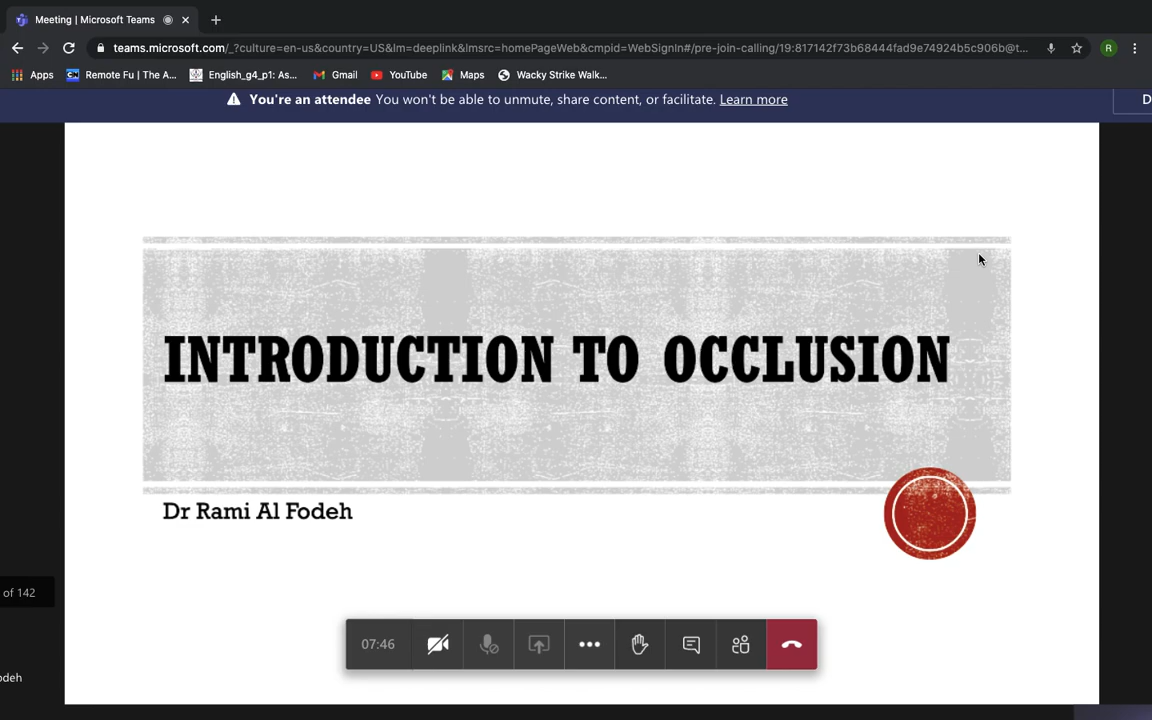 Meeting | Microsoft Teams
teams.microsoft.com/_?culture=en-us&country=US&lm=deeplink&lmsrc=homePageWeb&cmpid=WebSignIn#/pre-join-calling/19:817142f73b68444fad9e74924b5c906b@t...
R
Apps
Remote Fu | The A...
English_g4_p1: As...
Gmail
YouTube
Maps
Wacky Strike Walk...
You're an attendee You won't be able to unmute, share content, or facilitate. Learn more
D
INTRODUCTION TO OCCLUSION
Dr Rami Al Fodeh
of 142
07:46
odeh